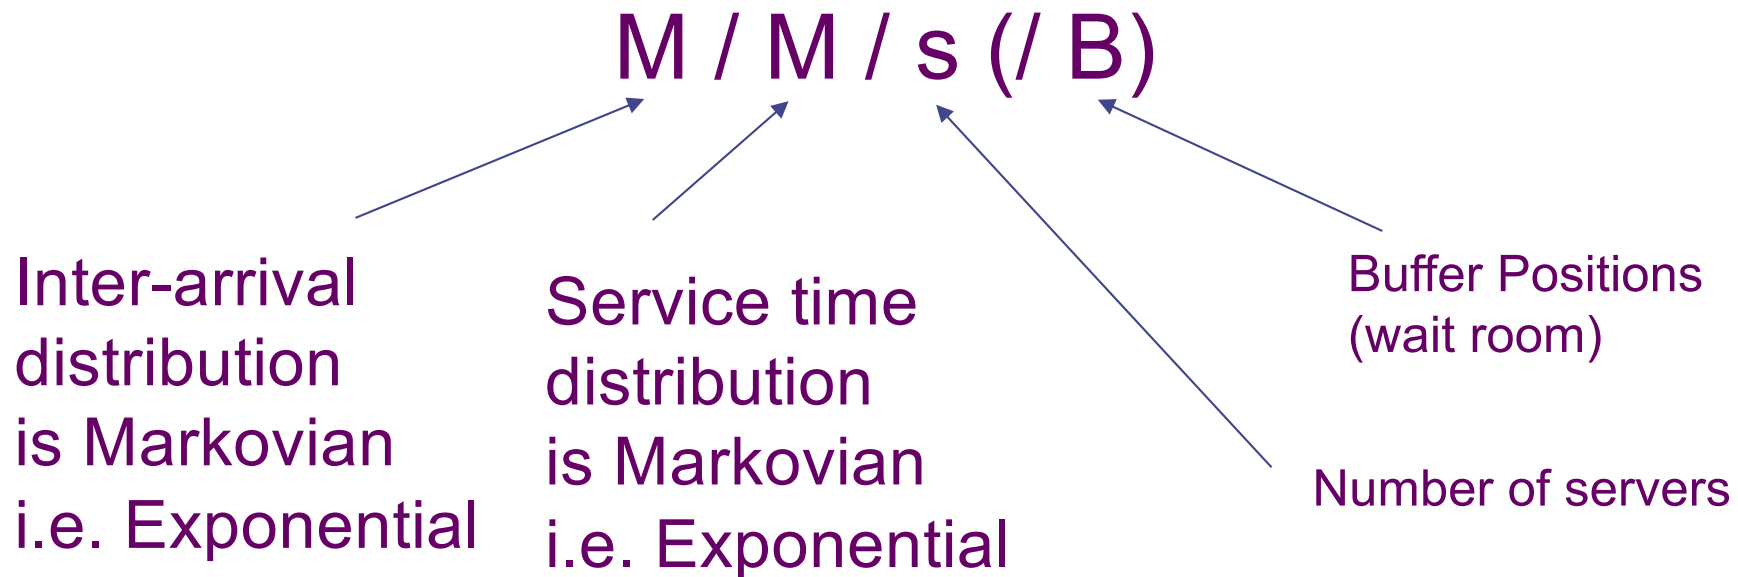 M / M / s (/ B)
Inter-arrival
distribution
is Markovian
i.e. Exponential
Service time
distribution
is Markovian
i.e. Exponential
Buffer Positions
(wait room)
Number of servers